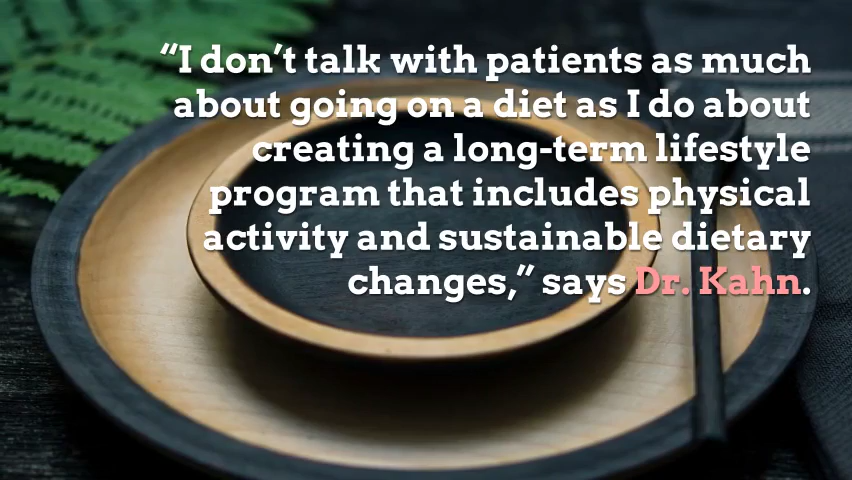 “I don’t talk with patients as much
about going on a diet as I do about
creating a long-term lifestyle
program that includes physical
activity and sustainable dietary
changes,” says Dr. Kahn.